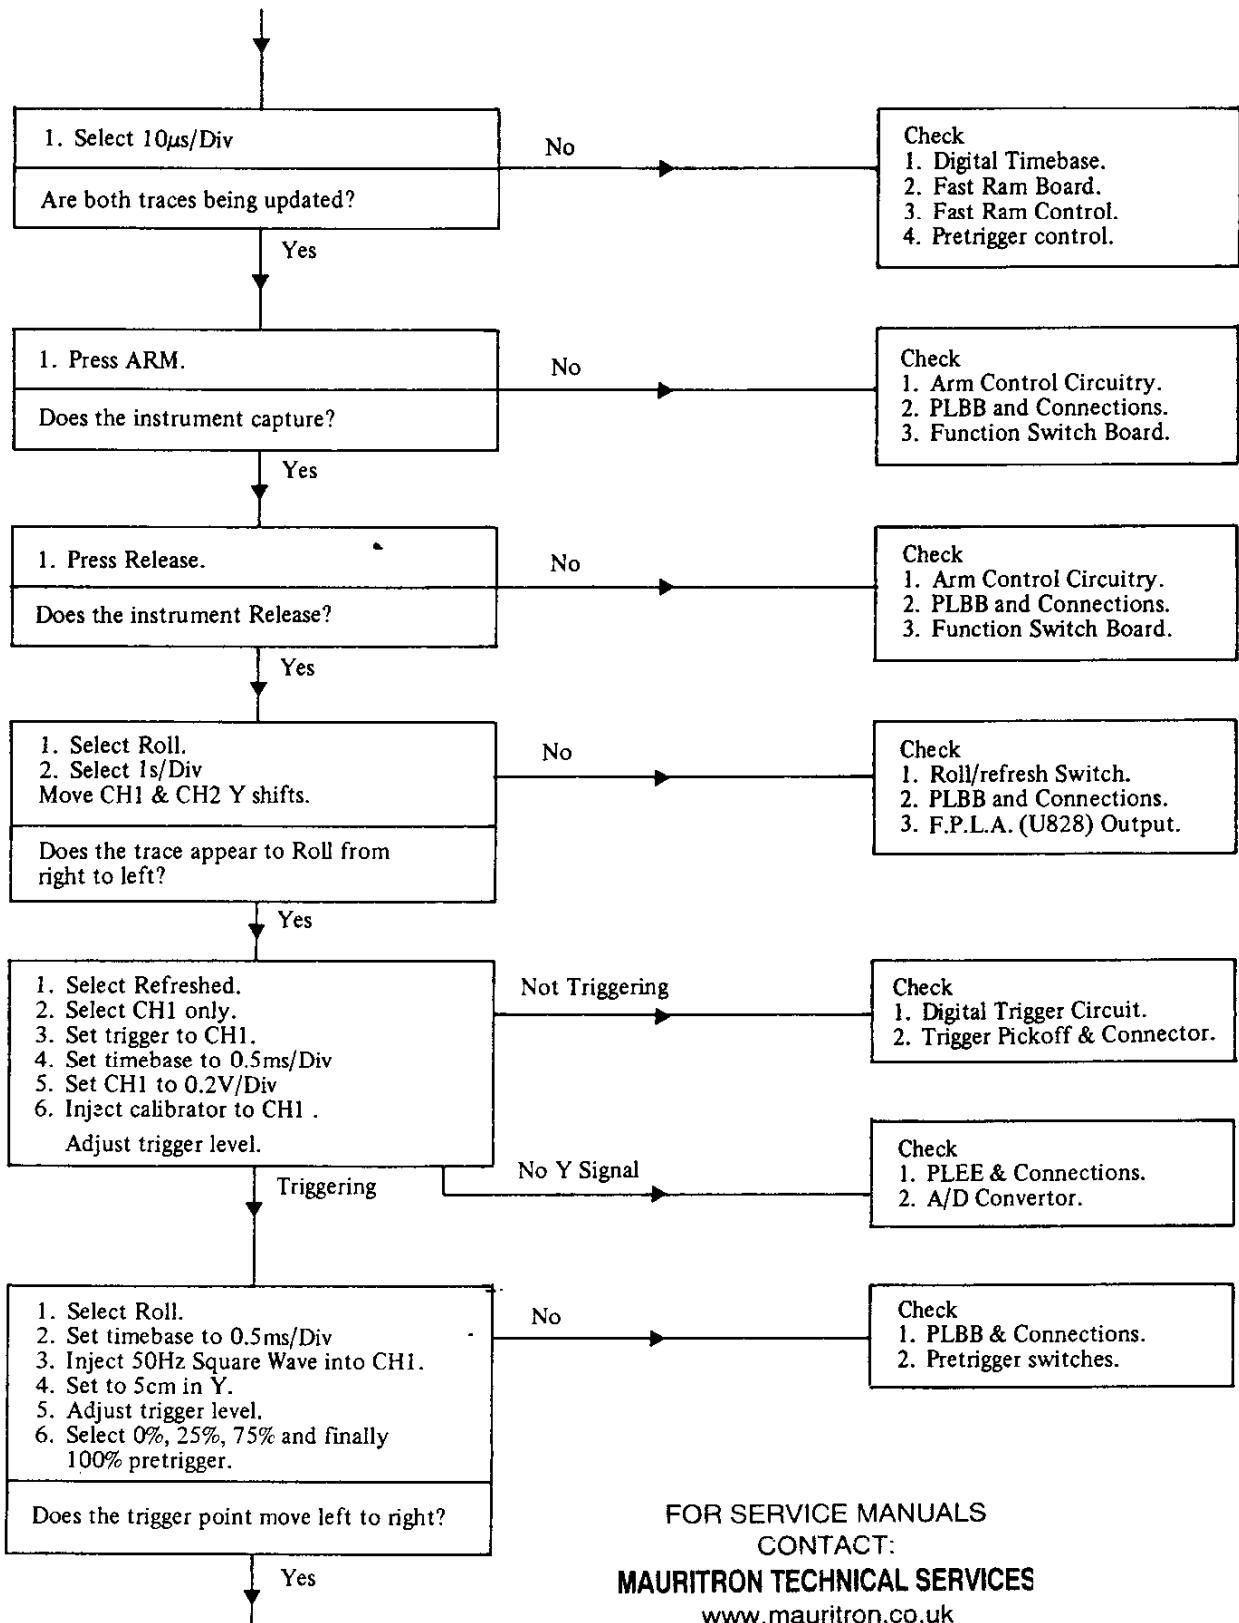 1. Select 10µs/Div
Are both traces being updated?
No
Check
1. Digital Timebase.
2. Fast Ram Board.
3. Fast Ram Control.
4. Pretrigger control.
Yes
1. Press ARM.
Does the instrument capture?
No
Check
1. Arm Control Circuitry.
2. PLBB and Connections.
3. Function Switch Board.
Yes
1. Press Release.
Does the instrument Release?
No
Check
1. Arm Control Circuitry.
2. PLBB and Connections.
3. Function Switch Board.
Yes
1. Select Roll.
2. Select 1s/Div
Move CH1 & CH2 Y shifts.
Does the trace appear to Roll from
right to left?
No
Check
1. Roll/refresh Switch.
2. PLBB and Connections.
3. F.P.L.A. (U828) Output.
Yes
1. Select Refreshed.
2. Select CH1 only.
3. Set trigger to CH1.
4. Set timebase to 0.5ms/Div
5. Set CH1 to 0.2V/Div
6. Inject calibrator to CH1 .
Adjust trigger level.
Not Triggering
Check
1. Digital Trigger Circuit.
2. Trigger Pickoff & Connector.
No Y Signal
Check
1. PLEE & Connections.
2. A/D Convertor.
Triggering
1. Select Roll.
2. Set timebase to 0.5ms/Div
3. Inject 50Hz Square Wave into CH1.
4. Set to 5cm in Y.
5. Adjust trigger level.
6. Select 0%, 25%, 75% and finally
100% pretrigger.
Does the trigger point move left to right?
No
Check
1. PLBB & Connections.
2. Pretrigger switches.
Yes
FOR SERVICE MANUALS
CONTACT:
MAURITRON TECHNICAL SERVICES
www.mauritron.co.uk